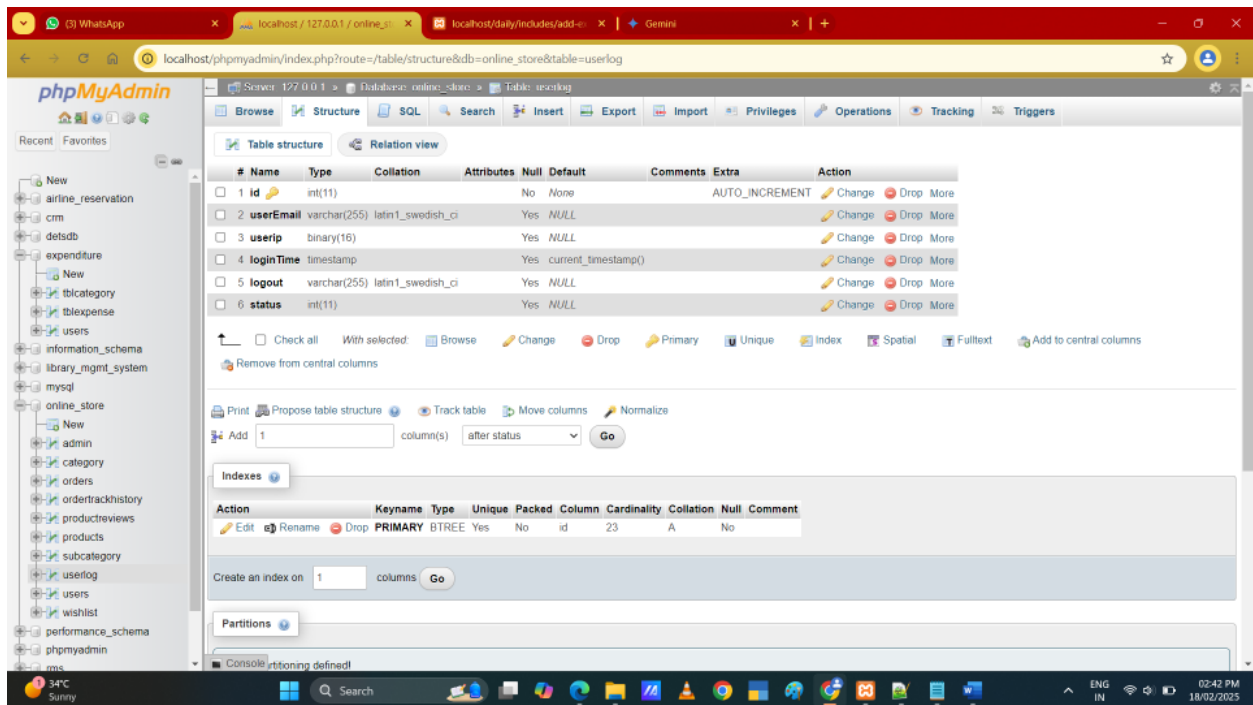 (3) WhatsApp
localhost / 127.0.0.1 / online_st
localhost/daily/includes/add-e
Gemini
localhost/phpmyadmin/index.php?route=/table/structure&db=online_store&table=userlog
phpMyAdmin
Recent Favorites
New
airline_reservation
crm
detsdb
expenditure
New
tblcategory
tblexpense
users
information_schema
library_mgmt_system
mysql
online_store
New
admin
category
orders
ordertrackhistory
productreviews
products
subcategory
userlog
users
wishlist
performance_schema
phpmyadmin
rms
Server: 127.0.0.1 » Database: online_store » Table: userlog
Browse Structure SQL Search Insert Export Import Privileges Operations Tracking Triggers
Table structure Relation view
# Name Type Collation Attributes Null Default Comments Extra Action
1 id int(11) No None AUTO_INCREMENT Change Drop More
2 userEmail varchar(255) latin1_swedish_ci Yes NULL Change Drop More
3 userip binary(16) Yes NULL Change Drop More
4 loginTime timestamp Yes current_timestamp() Change Drop More
5 logout varchar(255) latin1_swedish_ci Yes NULL Change Drop More
6 status int(11) Yes NULL Change Drop More
Check all With selected: Browse Change Drop Primary Unique Index Spatial Fulltext Add to central columns
Remove from central columns
Print Propose table structure Track table Move columns Normalize
Add 1 column(s) after status Go
Indexes
Action Keyname Type Unique Packed Column Cardinality Collation Null Comment
Edit Rename Drop PRIMARY BTREE Yes No id 23 A No
Create an index on 1 columns Go
Partitions
Console rtitioning defined!
1 34°C
Sunny
Search
ENG
IN
02:42 PM
18/02/2025